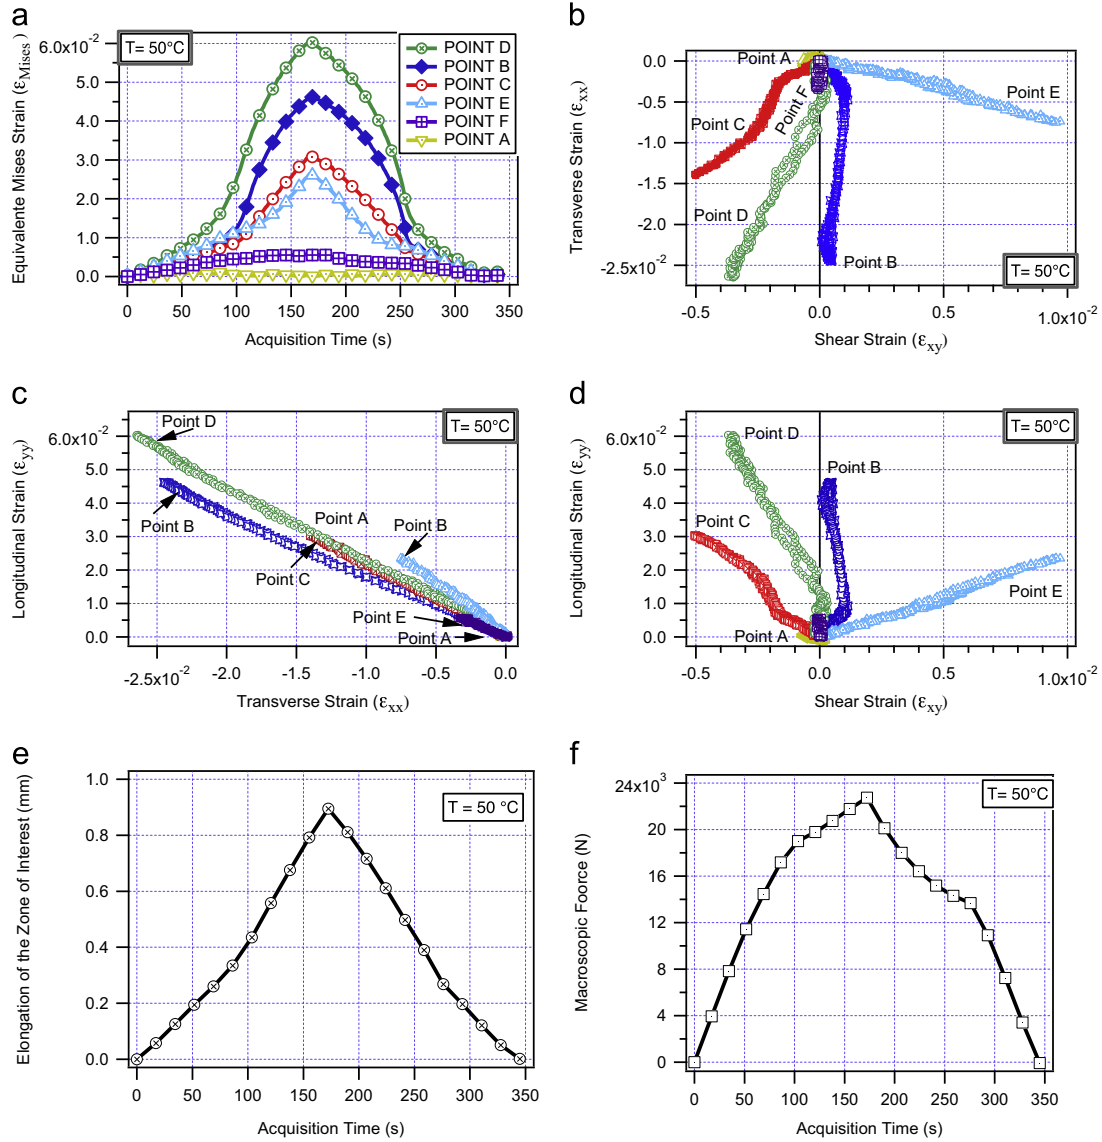 a
Equivalente Mises Strain (εMises)
6.0x10-2
5.0
4.0
3.0
2.0
1.0
0.0
T= 50°C
POINT D
POINT B
POINT C
POINT E
POINT F
POINT A
0 50 100 150 200 250 300 350
Acquisition Time (s)
b
Transverse Strain (εxx)
0.0
-0.5
-1.0
-1.5
-2.0
-2.5x10-2
Point A
Point F
Point E
Point C
Point D
Point B
T= 50°C
-0.5 0.0 0.5 1.0x10-2
Shear Strain (εxy)
c
Longitudinal Strain (εyy)
6.0x10-2
5.0
4.0
3.0
2.0
1.0
0.0
T= 50°C
Point D
Point B
Point A
Point B
Point C
Point E
Point A
-2.5x10-2 -2.0 -1.5 -1.0 -0.5 0.0
Transverse Strain (εxx)
d
Longitudinal Strain (εyy)
6.0x10-2
5.0
4.0
3.0
2.0
1.0
0.0
T= 50°C
Point D
Point B
Point C
Point E
Point A
-0.5 0.0 0.5 1.0x10-2
Shear Strain (εxy)
e
Elongation of the Zone of Interest (mm)
1.0
0.8
0.6
0.4
0.2
0.0
T = 50 °C
0 50 100 150 200 250 300 350
Acquisition Time (s)
f
Macroscopic Foorce (N)
24x103
20
16
12
8
4
0
T= 50°C
0 50 100 150 200 250 300 350
Acquisition Time (s)